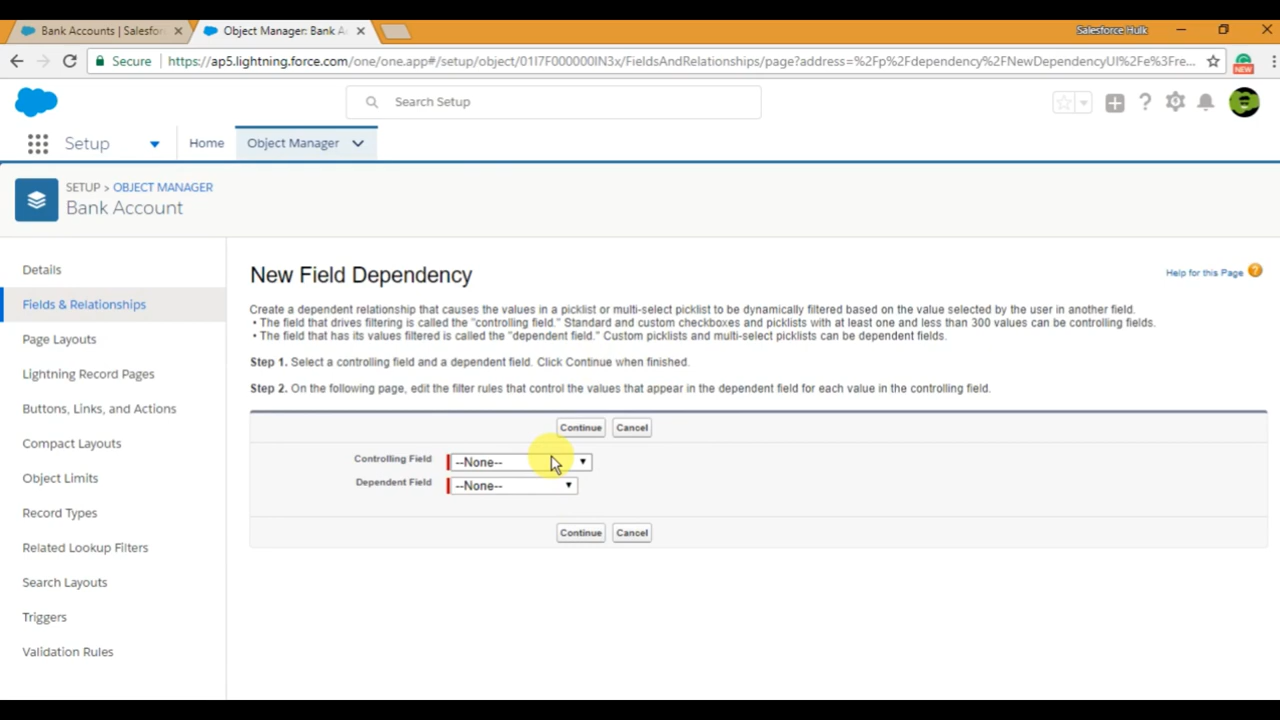 Bank Accounts | Salesfor
Object Manager: Bank A
Salesforce Hulk
Secure
https://ap5.lightning.force.com/one/one.app#/setup/object/01I7F000000IN3x/FieldsAndRelationships/page?address=%2Fp%2Fdependency%2FNewDependencyUI%2Fe%3Fre...
NEW
Search Setup
Setup
Home
Object Manager
SETUP > OBJECT MANAGER
Bank Account
Details
Fields & Relationships
Page Layouts
Lightning Record Pages
Buttons, Links, and Actions
Compact Layouts
Object Limits
Record Types
Related Lookup Filters
Search Layouts
Triggers
Validation Rules
New Field Dependency
Help for this Page
Create a dependent relationship that causes the values in a picklist or multi-select picklist to be dynamically filtered based on the value selected by the user in another field.
• The field that drives filtering is called the "controlling field." Standard and custom checkboxes and picklists with at least one and less than 300 values can be controlling fields.
• The field that has its values filtered is called the "dependent field." Custom picklists and multi-select picklists can be dependent fields.
Step 1. Select a controlling field and a dependent field. Click Continue when finished.
Step 2. On the following page, edit the filter rules that control the values that appear in the dependent field for each value in the controlling field.
Continue Cancel
Controlling Field --None--
Dependent Field --None--
Continue Cancel